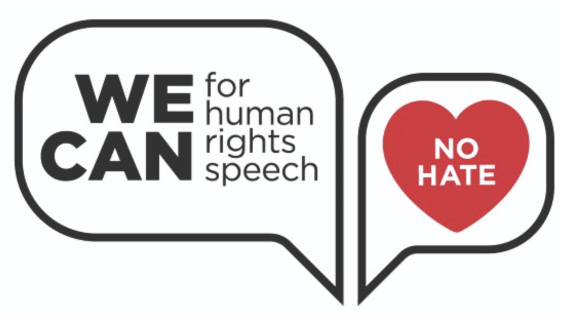 WE
CAN
for
human
rights
speech
NO
HATE